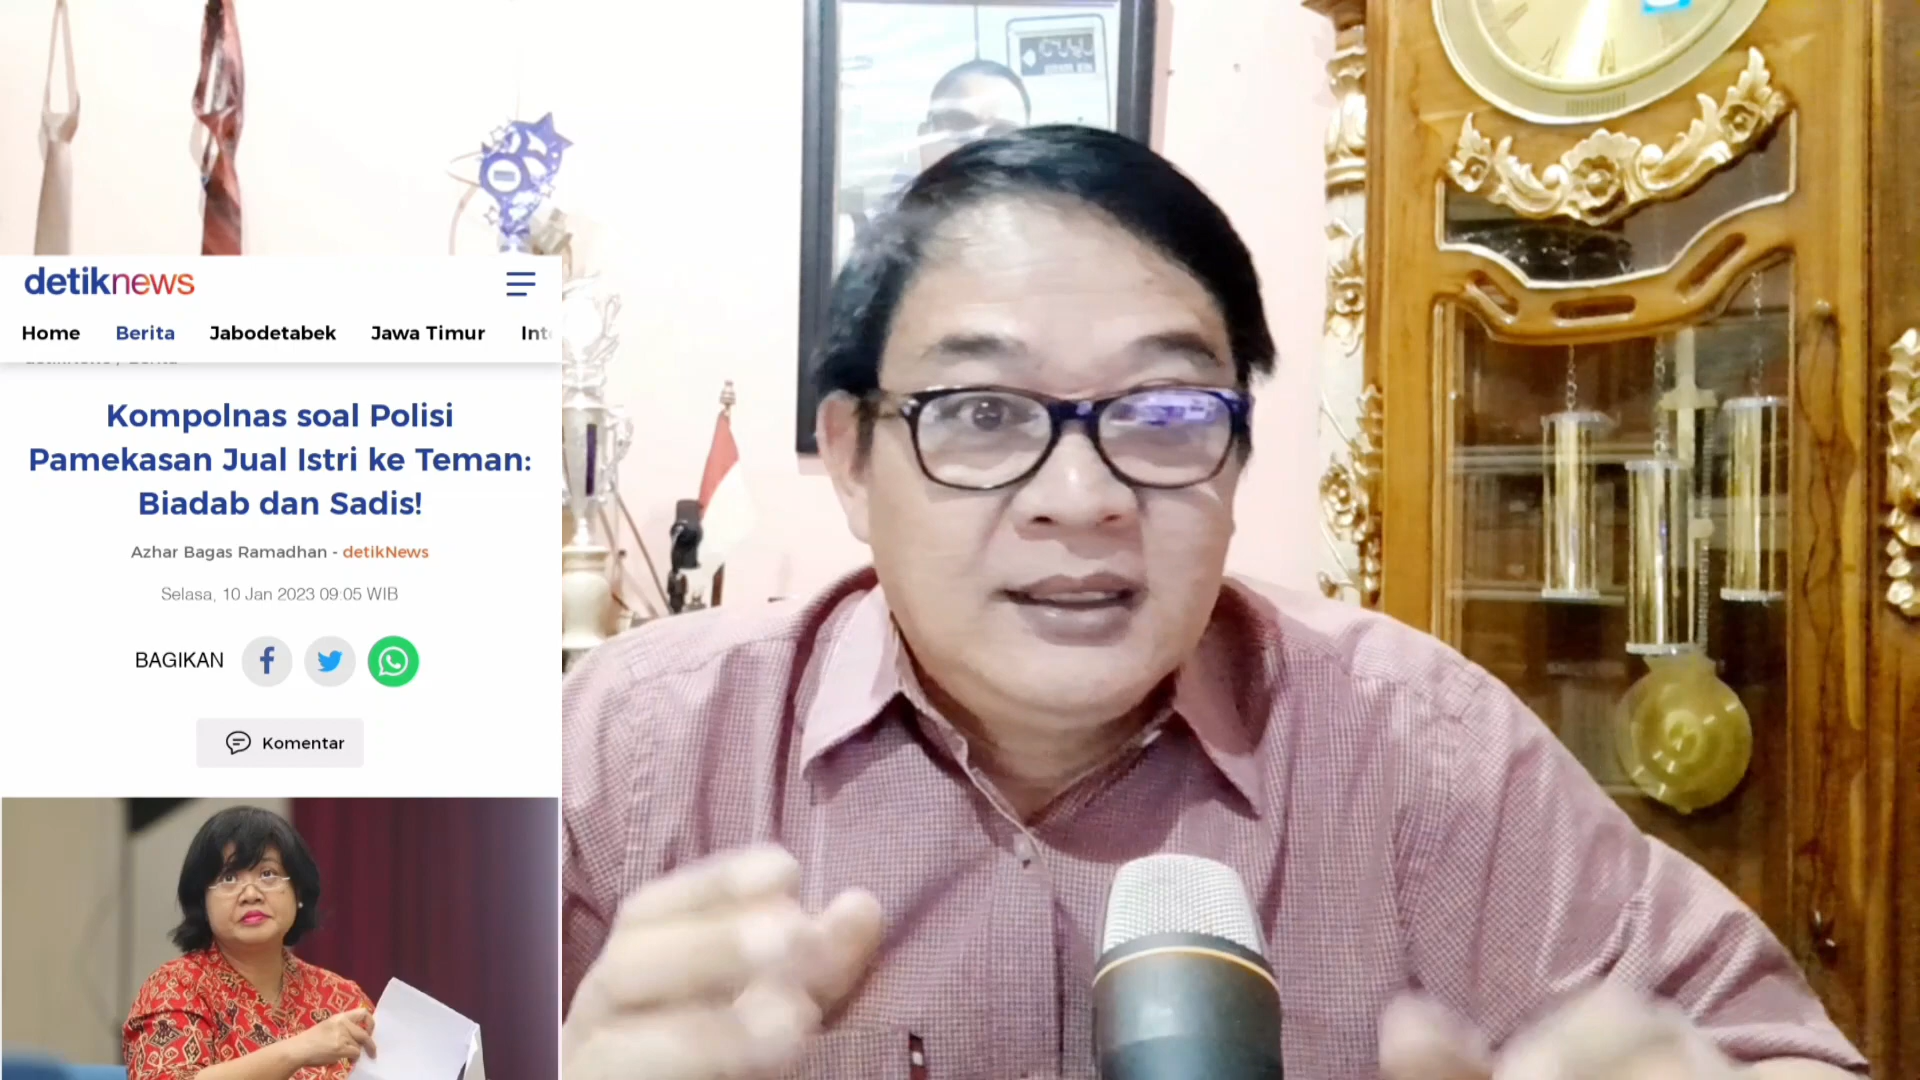 detiknews
Home Berita Jabodetabek Jawa Timur Inte
Kompolnas soal Polisi
Pamekasan Jual Istri ke Teman:
Biadab dan Sadis!
Azhar Bagas Ramadhan - detikNews
Selasa, 10 Jan 2023 09:05 WIB
BAGIKAN
Komentar